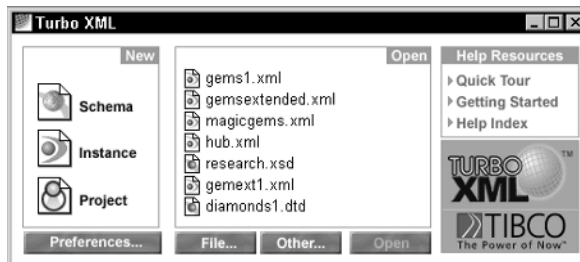 Turbo XML
New
Schema
Instance
Project
Preferences...
Open
gems1.xml
gemsextended.xml
magicgems.xml
hub.xml
research.xsd
gemext1.xml
diamonds1.dtd
File...
Other...
Open
Help Resources
Quick Tour
Getting Started
Help Index
TURBO
XML
TM
TIBCO
The Power of Now™